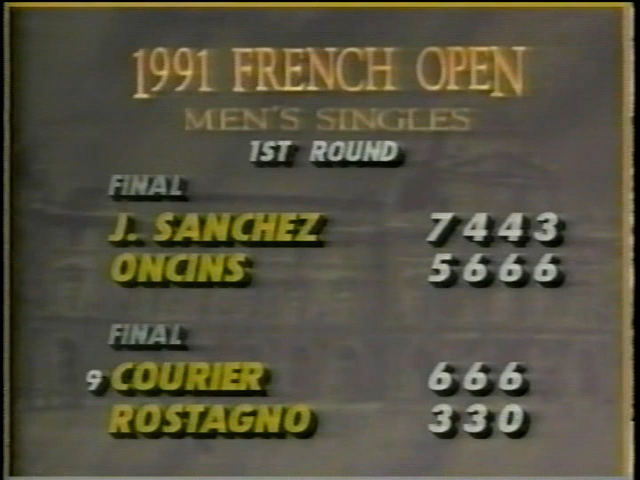 1991 FRENCH OPEN
MEN'S SINGLES
1ST ROUND
FINAL
J. SANCHEZ 7 4 4 3
ONCINS 5 6 6 6
FINAL
9 COURIER 6 6 6
ROSTAGNO 3 3 0